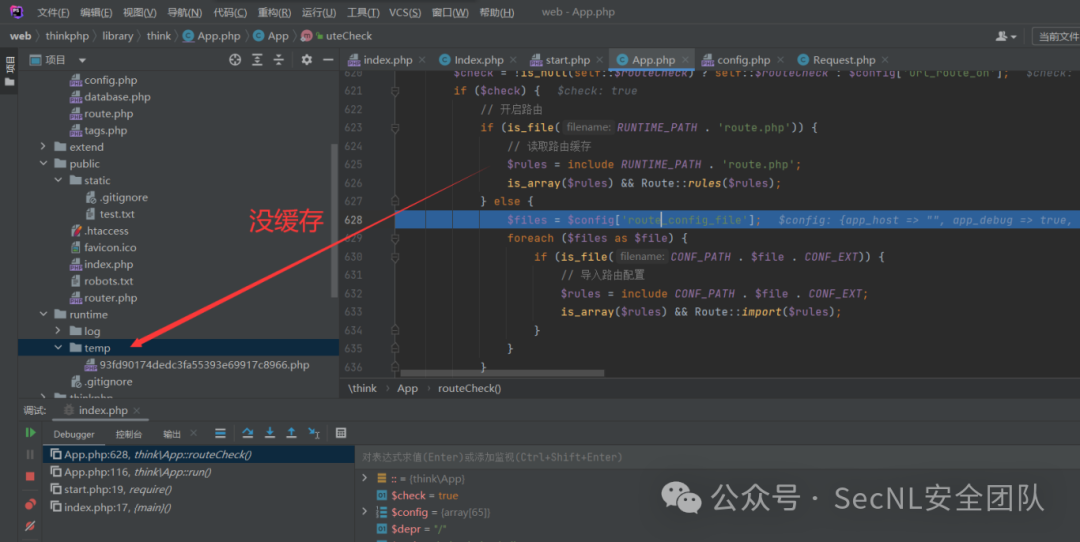 文件(F) 编辑(E) 视图(V) 导航(N) 代码(C) 重构(R) 运行(U) 工具(T) VCS(S) 窗口(W) 帮助(H) web - App.php
web thinkphp library think App.php App uteCheck 当前文件
项目
项目
index.php Index.php start.php App.php config.php Request.php
config.php
database.php
route.php
tags.php
extend
public
static
.gitignore
test.txt
.htaccess
favicon.ico
index.php
robots.txt
router.php
runtime
log
temp
93fd90174dedc3fa55393e69917c8966.php
.gitignore
没缓存
620 $check = !is_null(self::$routeCheck) ? self::$routeCheck : $config['url_route_on']; $check:
621 if ($check) { $check: true
622 // 开启路由
623 if (is_file( filename: RUNTIME_PATH . 'route.php')) {
624 // 读取路由缓存
625 $rules = include RUNTIME_PATH . 'route.php';
626 is_array($rules) && Route::rules($rules);
627 } else {
628 $files = $config['route_config_file']; $config: {app_host => "", app_debug => true,
629 foreach ($files as $file) {
630 if (is_file( filename: CONF_PATH . $file . CONF_EXT)) {
631 // 导入路由配置
632 $rules = include CONF_PATH . $file . CONF_EXT;
633 is_array($rules) && Route::import($rules);
634 }
635 }
636 }
\think App routeCheck()
调试: index.php
Debugger 控制台 输出
App.php:628, think\App::routeCheck()
App.php:116, think\App::run()
start.php:19, require()
index.php:17, {main}()
对表达式求值(Enter)或添加监视(Ctrl+Shift+Enter)
:: = {think\App}
$check = true
$config = {array[65]}
$depr = "/"
公众号 · SecNL安全团队